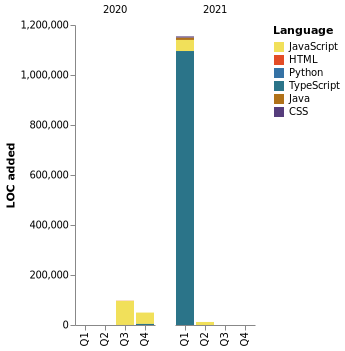 2020
2021
Language
JavaScript
HTML
Python
TypeScript
Java
CSS
LOC added
1,200,000
1,000,000
800,000
600,000
400,000
200,000
0
Q1
Q2
Q3
Q4
Q1
Q2
Q3
Q4